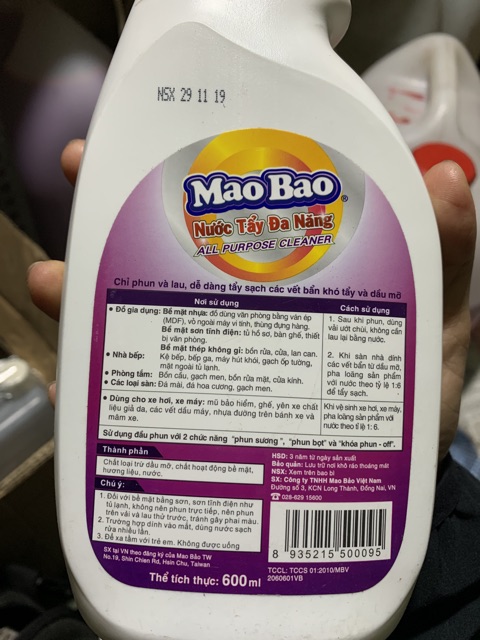 NSX 29 11 19
Mao Bao®
Nước Tẩy Đa Năng
ALL PURPOSE CLEANER
Chỉ phun và lau, dễ dàng tẩy sạch các vết bẩn khó tẩy và dầu mỡ
Nơi sử dụng
• Đồ gia dụng: Bề mặt nhựa: đồ dùng văn phòng bằng ván ép
(MDF), vỏ ngoài máy vi tính, thùng đựng hàng.
Bề mặt sơn tĩnh điện: tủ hồ sơ, bàn ghế, thiết
bị văn phòng.
Bề mặt thép không gỉ: bồn rửa, cửa, lan can.
• Nhà bếp: Kệ bếp, bếp ga, máy hút khói, gạch ốp tường,
mặt ngoài tủ lạnh.
• Phòng tắm: Bồn cầu, gạch men, bồn rửa mặt, cửa kính.
• Các loại sàn: Đá mài, đá hoa cương, gạch men.
• Dùng cho xe hơi, xe máy: mũ bảo hiểm, ghế, yên xe chất
liệu giả da, các vết dầu máy, nhựa đường trên bánh xe và
mâm xe.
Cách sử dụng
1. Sau khi phun, dùng
vải ướt chùi, không cần
lau lại bằng nước.
2. Khi sàn nhà dính
các vết bẩn từ dầu mỡ,
pha loãng sản phẩm
với nước theo tỷ lệ 1:6
để tẩy sạch.
Khi vệ sinh xe hơi, xe máy,
pha loãng sản phẩm với
nước theo tỉ lệ 1:6.
Sử dụng đầu phun với 2 chức năng "phun sương", "phun bọt" và "khóa phun - off".
Thành phần
Chất loại trừ dầu mỡ, chất hoạt động bề mặt,
hương liệu, nước.
Chú ý:
1. Đối với bề mặt bằng sơn, sơn tĩnh điện như
tủ lạnh, không nên phun trực tiếp, nên phun
trên vải và lau thử trước, tránh gây phai màu.
2. Trường hợp dính vào mắt, dùng nước sạch
rửa nhiều lần.
3. Để xa tầm với trẻ em. Không được uống
SX tại VN theo đăng ký của Mao Bảo TW
No.19, Shin Chien Rd, Hsin Chu, Taiwan
Thể tích thực: 600ml
HSD: 3 năm từ ngày sản xuất
Bảo quản: Lưu trữ nơi khô ráo thoáng mát
NSX: Xem trên bao bì
SX: Công ty TNHH Mao Bảo Việt Nam
Đường số 3, KCN Long Thành, Đồng Nai, VN
☎ 028-629 15600
8 935215 500095
TCCL: TCCS 01:2010/MBV
2060601VB